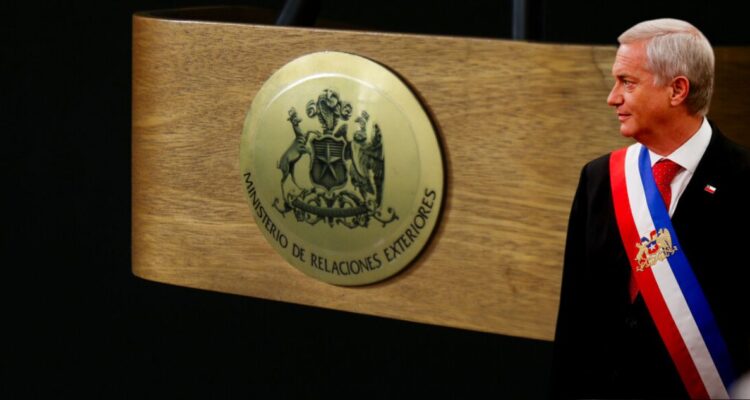 MINISTERIO DE RELACIONES EXTERIORES